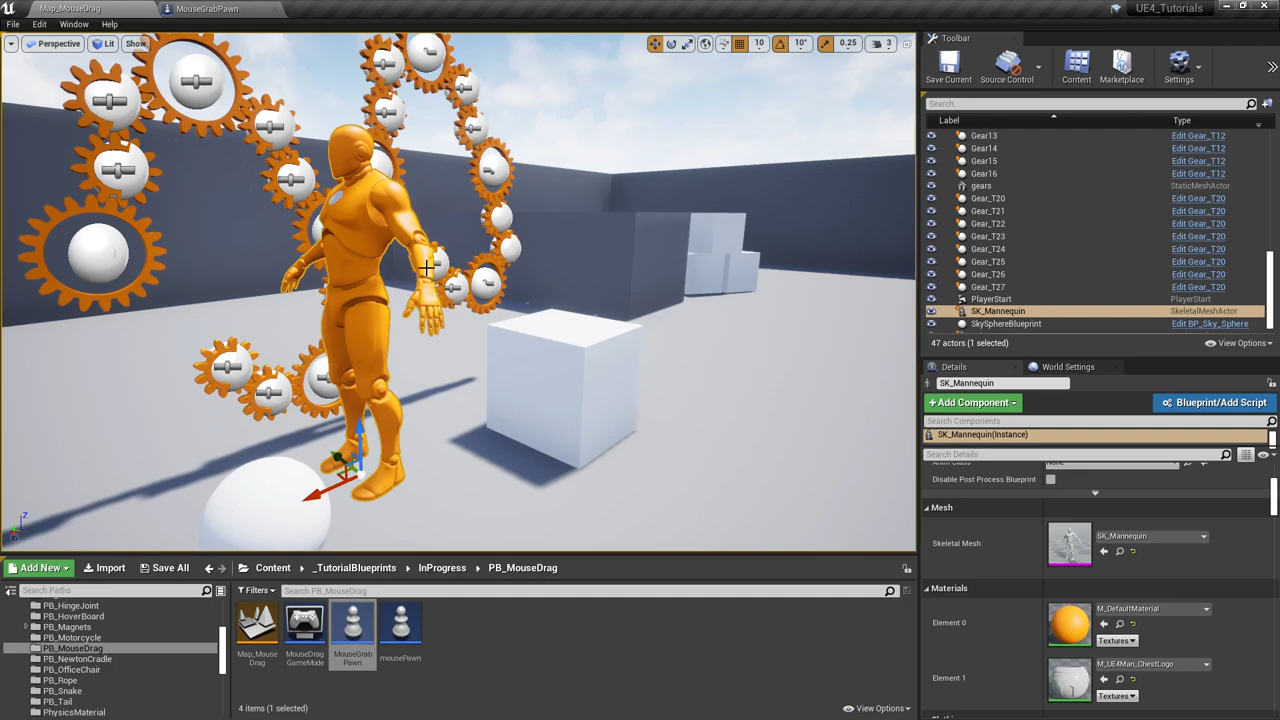 Map_MouseDrag
MouseGrabPawn
UE4_Tutorials
File Edit Window Help
Perspective Lit Show
10 10° 0.25 3
Toolbar
Save Current Source Control Content Marketplace Settings
Search...
Label Type
Gear13 Edit Gear_T12
Gear14 Edit Gear_T12
Gear15 Edit Gear_T12
Gear16 Edit Gear_T12
gears StaticMeshActor
Gear_T20 Edit Gear_T20
Gear_T21 Edit Gear_T20
Gear_T22 Edit Gear_T20
Gear_T23 Edit Gear_T20
Gear_T24 Edit Gear_T20
Gear_T25 Edit Gear_T20
Gear_T26 Edit Gear_T20
Gear_T27 Edit Gear_T20
PlayerStart PlayerStart
SK_Mannequin SkeletalMeshActor
SkySphereBlueprint Edit BP_Sky_Sphere
47 actors (1 selected) View Options
Details World Settings
SK_Mannequin
+Add Component Blueprint/Add Script
Search Components
SK_Mannequin(Instance)
Search Details
Disable Post Process Blueprint
Mesh
Skeletal Mesh SK_Mannequin
Materials
Element 0 M_DefaultMaterial
Textures
Element 1 M_UE4Man_ChestLogo
Textures
Z
Add New Import Save All Content _TutorialBlueprints InProgress PB_MouseDrag
Search Paths
Filters Search PB_MouseDrag
PB_HingeJoint
PB_HoverBoard
PB_Magnets
PB_Motorcycle
PB_MouseDrag
PB_NewtonCradle
PB_OfficeChair
PB_Rope
PB_Snake
PB_Tail
PhysicsMaterial
Map_Mouse
Drag
MouseDrag
GameMode
MouseGrab
Pawn
mousePawn
4 items (1 selected) View Options